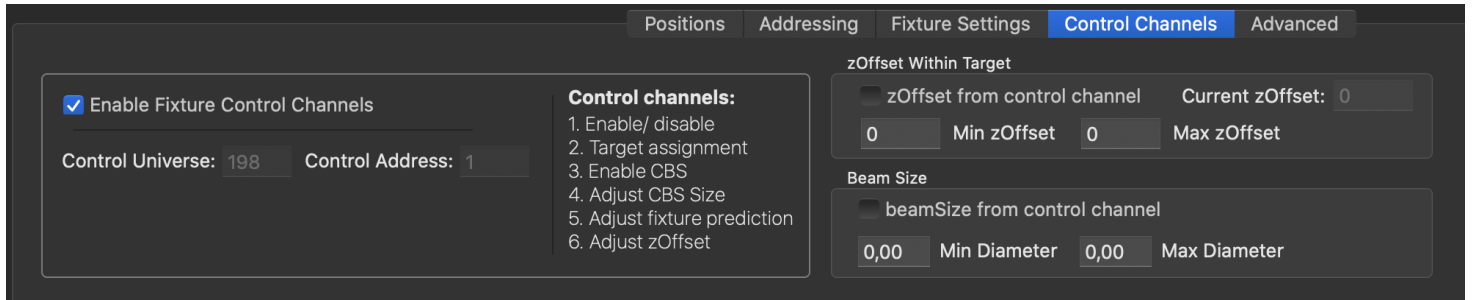 Positions Addressing Fixture Settings Control Channels Advanced
Enable Fixture Control Channels
Control Universe: 198 Control Address: 1
Control channels:
1. Enable/ disable
2. Target assignment
3. Enable CBS
4. Adjust CBS Size
5. Adjust fixture prediction
6. Adjust zOffset
zOffset Within Target
zOffset from control channel Current zOffset: 0
0 Min zOffset 0 Max zOffset
Beam Size
beamSize from control channel
0,00 Min Diameter 0,00 Max Diameter